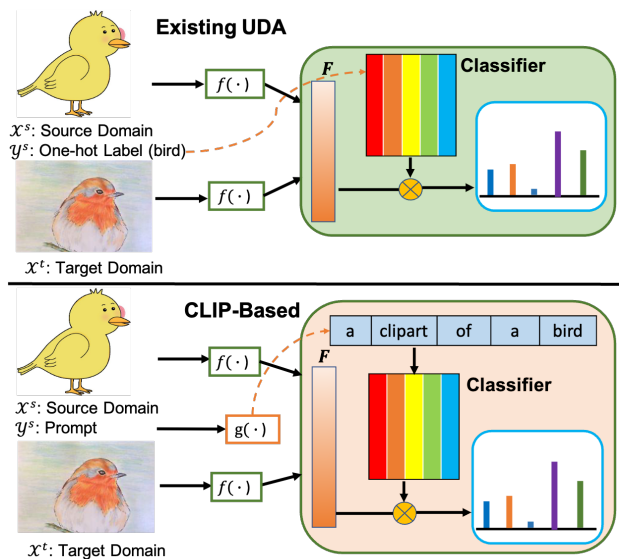 Existing UDA
f(·)
F
Classifier
𝒳ˢ: Source Domain
𝒴ˢ: One-hot Label (bird)
f(·)
𝒳ᵗ: Target Domain
CLIP-Based
a clipart of a bird
f(·)
F
Classifier
𝒳ˢ: Source Domain
𝒴ˢ: Prompt
g(·)
f(·)
𝒳ᵗ: Target Domain